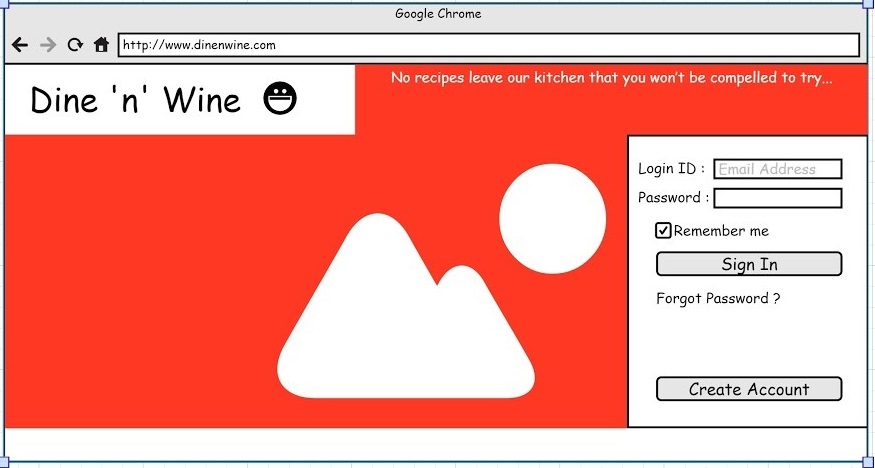 Google Chrome
http://www.dinenwine.com
Dine 'n' Wine
No recipes leave our kitchen that you won't be compelled to try...
Login ID : Email Address
Password :
Remember me
Sign In
Forgot Password ?
Create Account